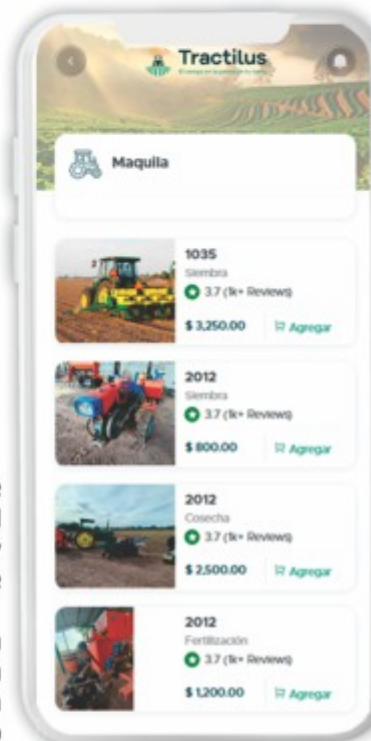 Tractilus
Maquila
1035
Siembra
3.7 (1k+ Reviews)
$ 3,250.00
Agregar
2012
Siembra
3.7 (1k+ Reviews)
$ 800.00
Agregar
2012
Cosecha
3.7 (1k+ Reviews)
$ 2,500.00
Agregar
2012
Fertilización
3.7 (1k+ Reviews)
$ 1,200.00
Agregar